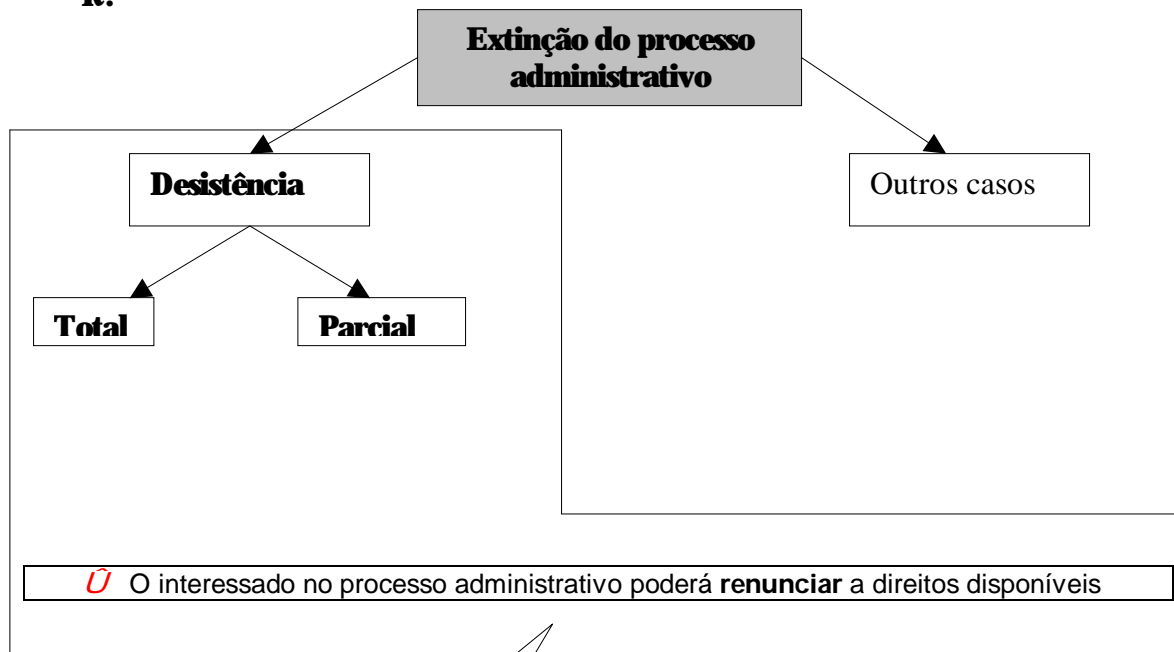 R.
Extinção do processo
administrativo
Desistência
Outros casos
Total
Parcial
Û O interessado no processo administrativo poderá renunciar a direitos disponíveis